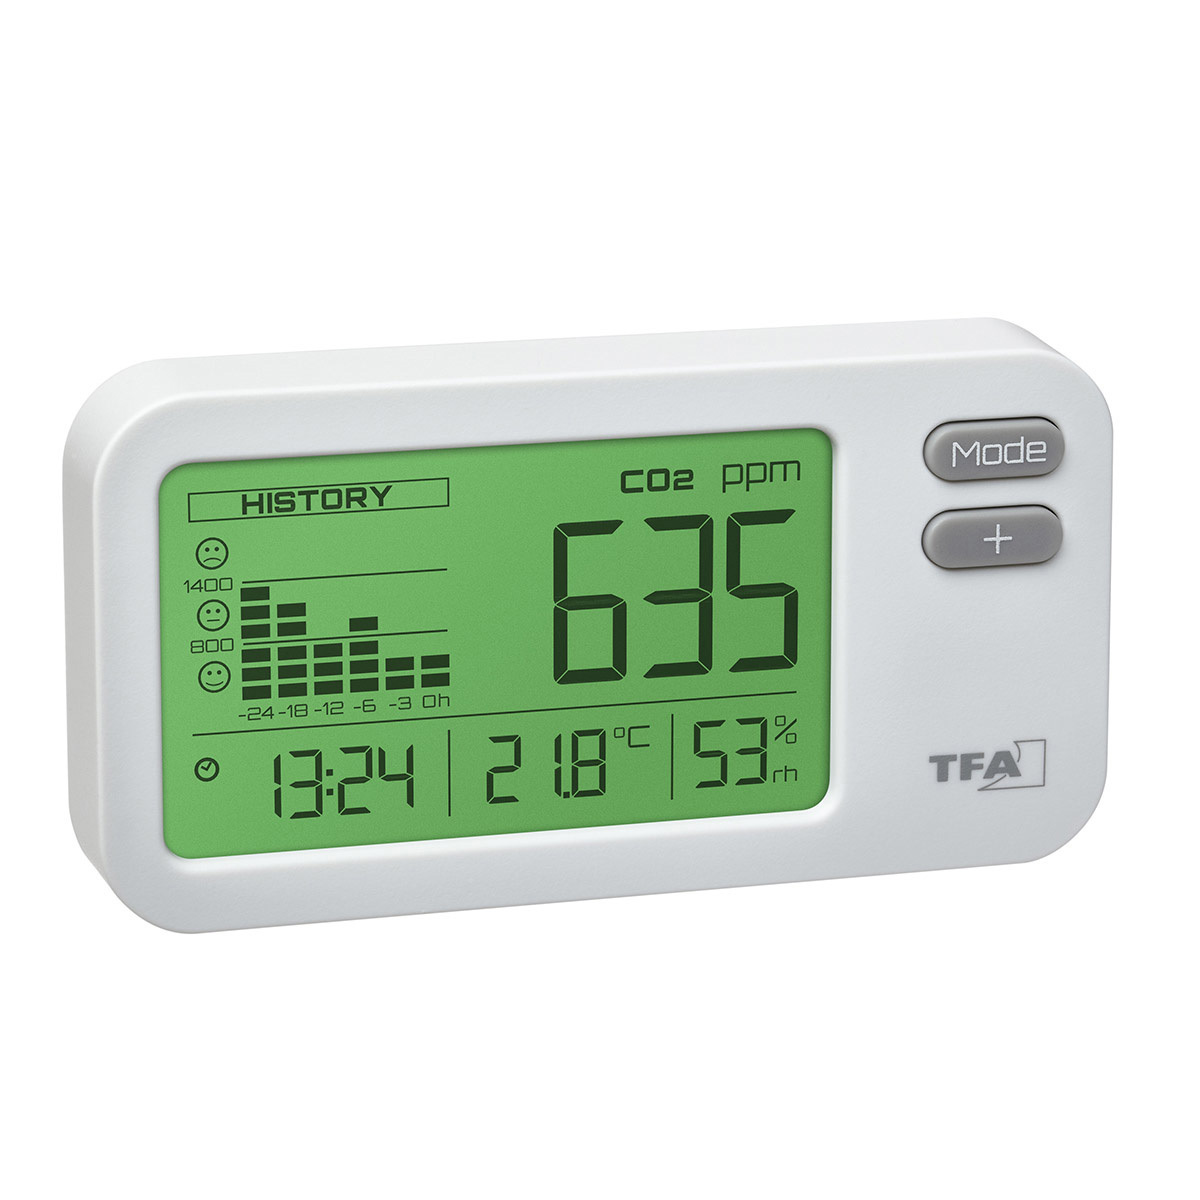 HISTORY
CO2 ppm
635
1400
800
-24 -18 -12 -6 -3 0h
13:24
21.8 °C
53 % rh
Mode
+
TFA